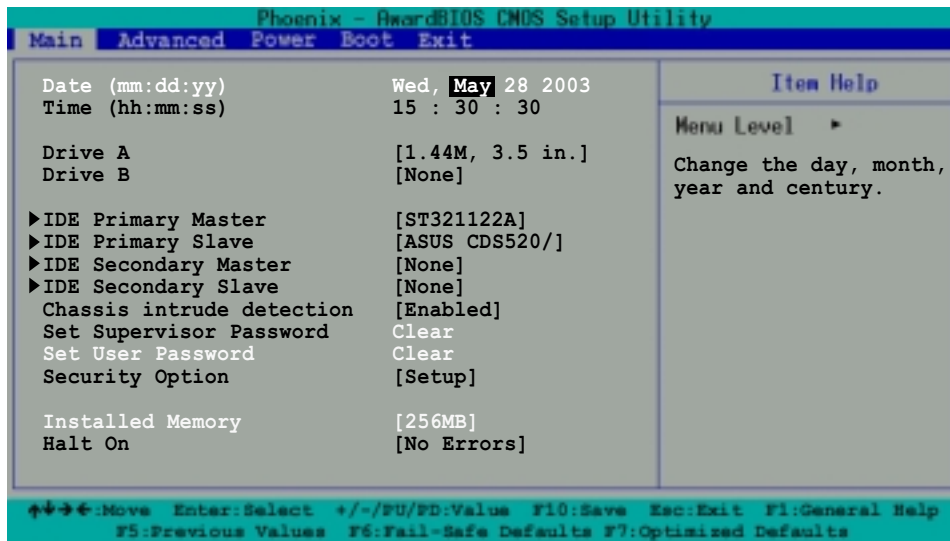 Phoenix - AwardBIOS CMOS Setup Utility
Main Advanced Power Boot Exit
Date (mm:dd:yy) Wed, May 28 2003
Time (hh:mm:ss) 15 : 30 : 30
Drive A [1.44M, 3.5 in.]
Drive B [None]
▶IDE Primary Master [ST321122A]
▶IDE Primary Slave [ASUS CDS520/]
▶IDE Secondary Master [None]
▶IDE Secondary Slave [None]
Chassis intrude detection [Enabled]
Set Supervisor Password Clear
Set User Password Clear
Security Option [Setup]
Installed Memory [256MB]
Halt On [No Errors]
Item Help
Menu Level ▶
Change the day, month,
year and century.
↑↓→←:Move Enter:Select +/-/PU/PD:Value F10:Save Esc:Exit F1:General Help
F5:Previous Values F6:Fail-Safe Defaults F7:Optimized Defaults